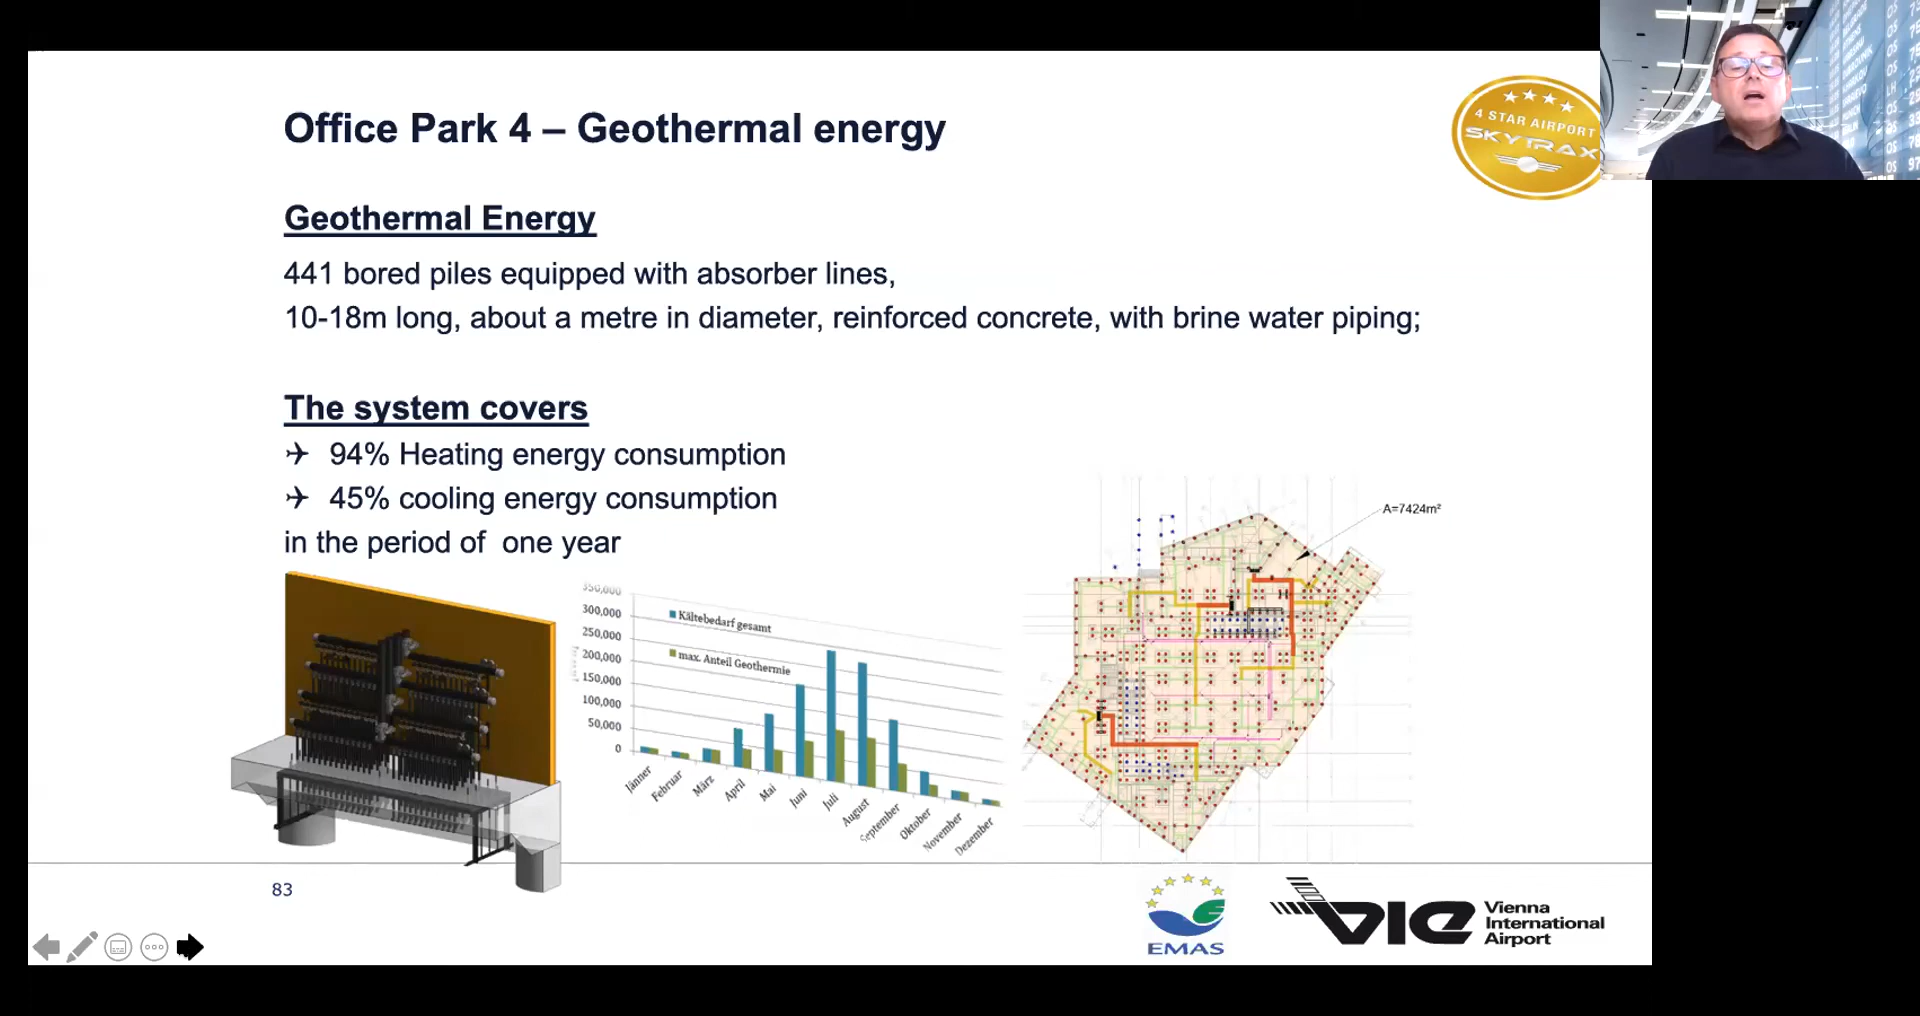 Office Park 4 – Geothermal energy
4 STAR AIRPORT
SKYTRAX
Geothermal Energy
441 bored piles equipped with absorber lines,
10-18m long, about a metre in diameter, reinforced concrete, with brine water piping;
The system covers
✈ 94% Heating energy consumption
✈ 45% cooling energy consumption
in the period of one year
350,000
300,000
250,000
200,000
150,000
100,000
50,000
0
Kältebedarf gesamt
max. Anteil Geothermie
Jänner
Februar
März
April
Mai
Juni
Juli
August
September
Oktober
November
Dezember
A=7424m²
83
EMAS
VIE
Vienna
International
Airport